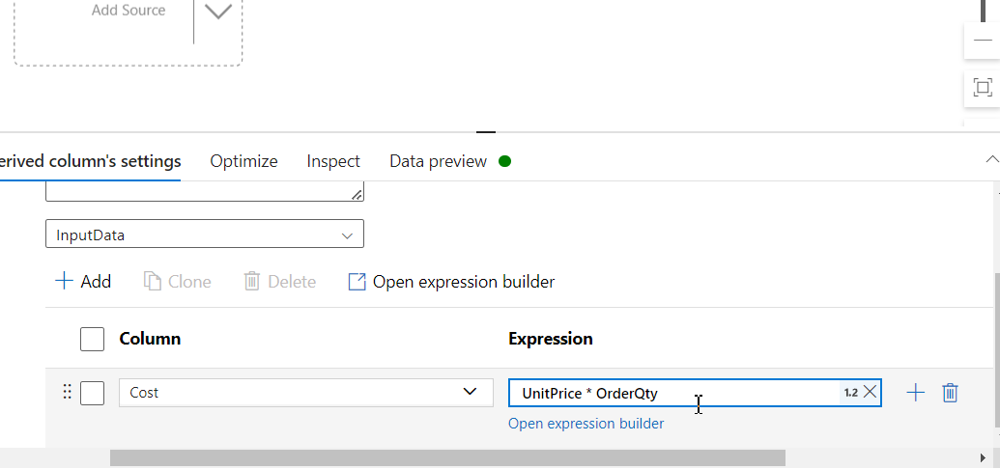 Add Source
erived column's settings Optimize Inspect Data preview
InputData
Add Clone Delete Open expression builder
Column Expression
Cost UnitPrice * OrderQty 1.2
Open expression builder